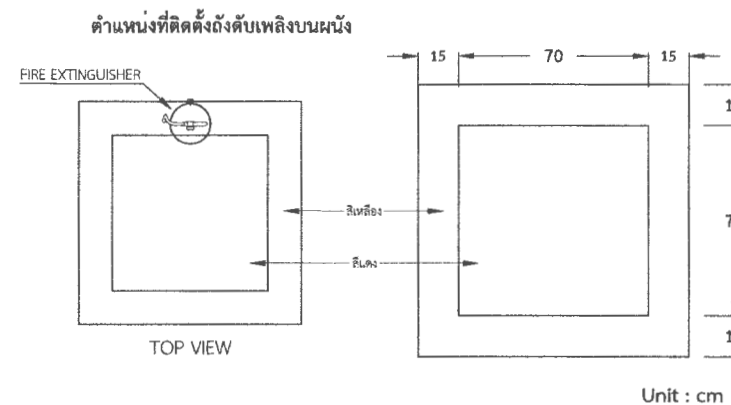 ตำแหน่งที่ติดตั้งถังดับเพลิงบนผนัง
FIRE EXTINGUISHER
15 70 15
สีเหลือง
สีแดง
TOP VIEW
Unit : cm